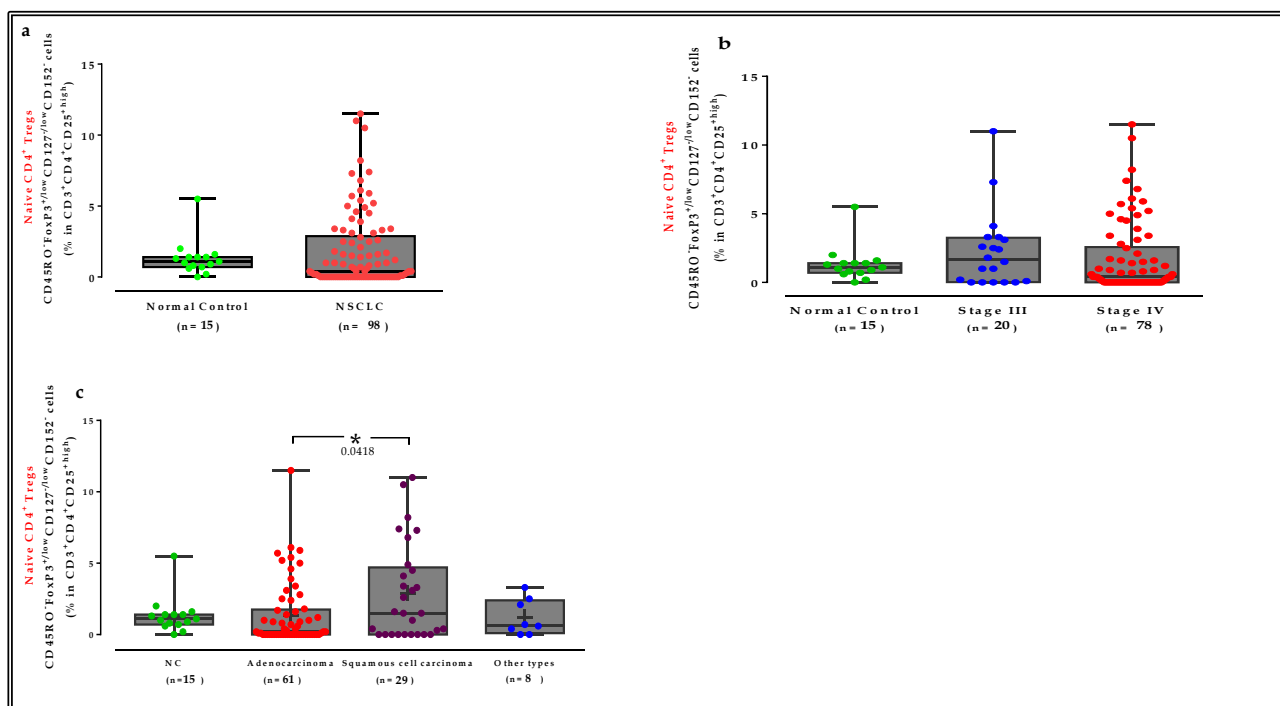 a
Naive CD4⁺ Tregs
CD45RO⁻FoxP3⁺/lowCD127⁻/lowCD152⁻ cells
(% in CD3⁺CD4⁺CD25⁺high)
15
10
5
0
Normal Control
(n= 15)
NSCLC
(n= 98)
b
Naive CD4⁺ Tregs
CD45RO⁻FoxP3⁺/lowCD127⁻/lowCD152⁻ cells
(% in CD3⁺CD4⁺CD25⁺high)
15
10
5
0
Normal Control
(n= 15)
Stage III
(n= 20)
Stage IV
(n= 78)
c
Naive CD4⁺ Tregs
CD45RO⁻FoxP3⁺/lowCD127⁻/lowCD152⁻ cells
(% in CD3⁺CD4⁺CD25⁺high)
15
10
5
0
*
0.0418
NC
(n=15 )
Adenocarcinoma
(n= 61)
Squamous cell carcinoma
(n= 29)
Other types
(n= 8)